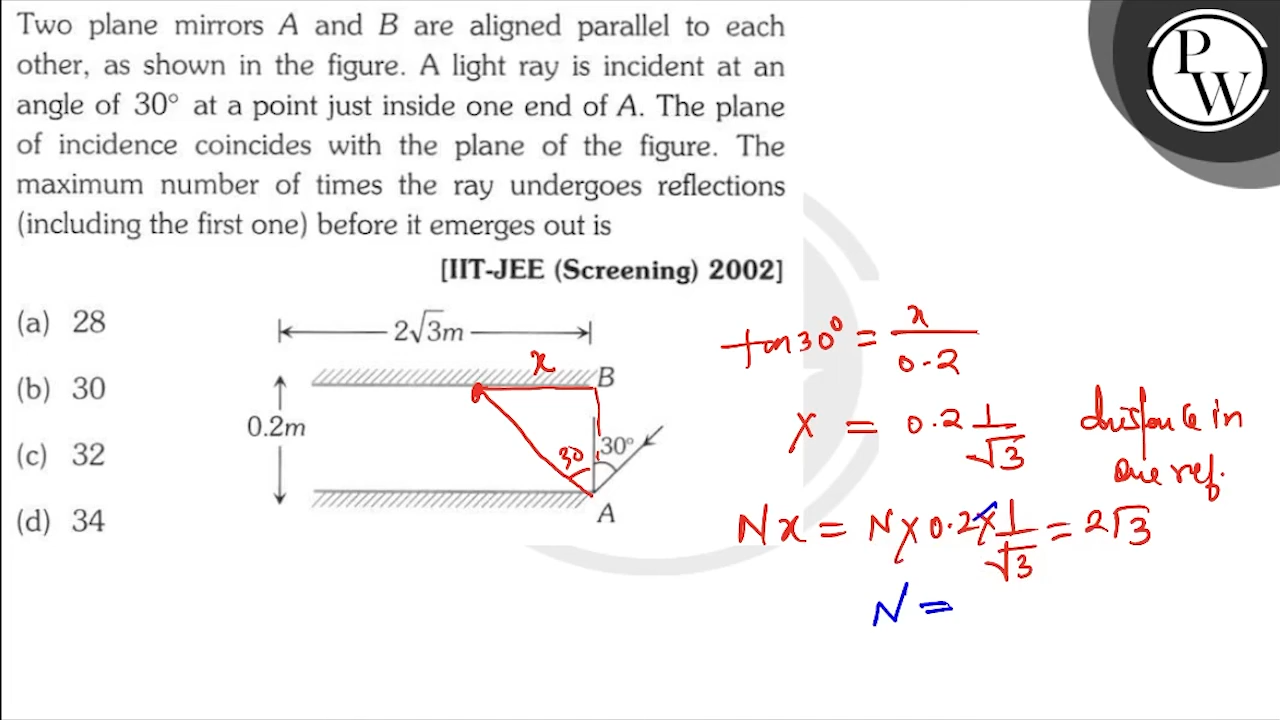 Two plane mirrors A and B are aligned parallel to each
other, as shown in the figure. A light ray is incident at an
angle of 30° at a point just inside one end of A. The plane
of incidence coincides with the plane of the figure. The
maximum number of times the ray undergoes reflections
(including the first one) before it emerges out is
[IIT-JEE (Screening) 2002]
(a) 28
(b) 30
(c) 32
(d) 34
2√3m
x
B
0.2m
30
30°
A
tan30° = x/0.2
x = 0.2 1/√3 distance in
one ref.
Nx = N x 0.2 x 1/√3 = 2√3
N =
P
W